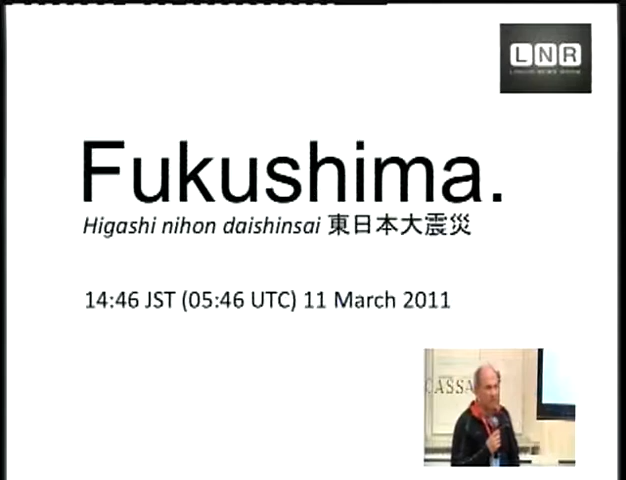 LNR
Fukushima.
Higashi nihon daishinsai 東日本大震災
14:46 JST (05:46 UTC) 11 March 2011
CASSA